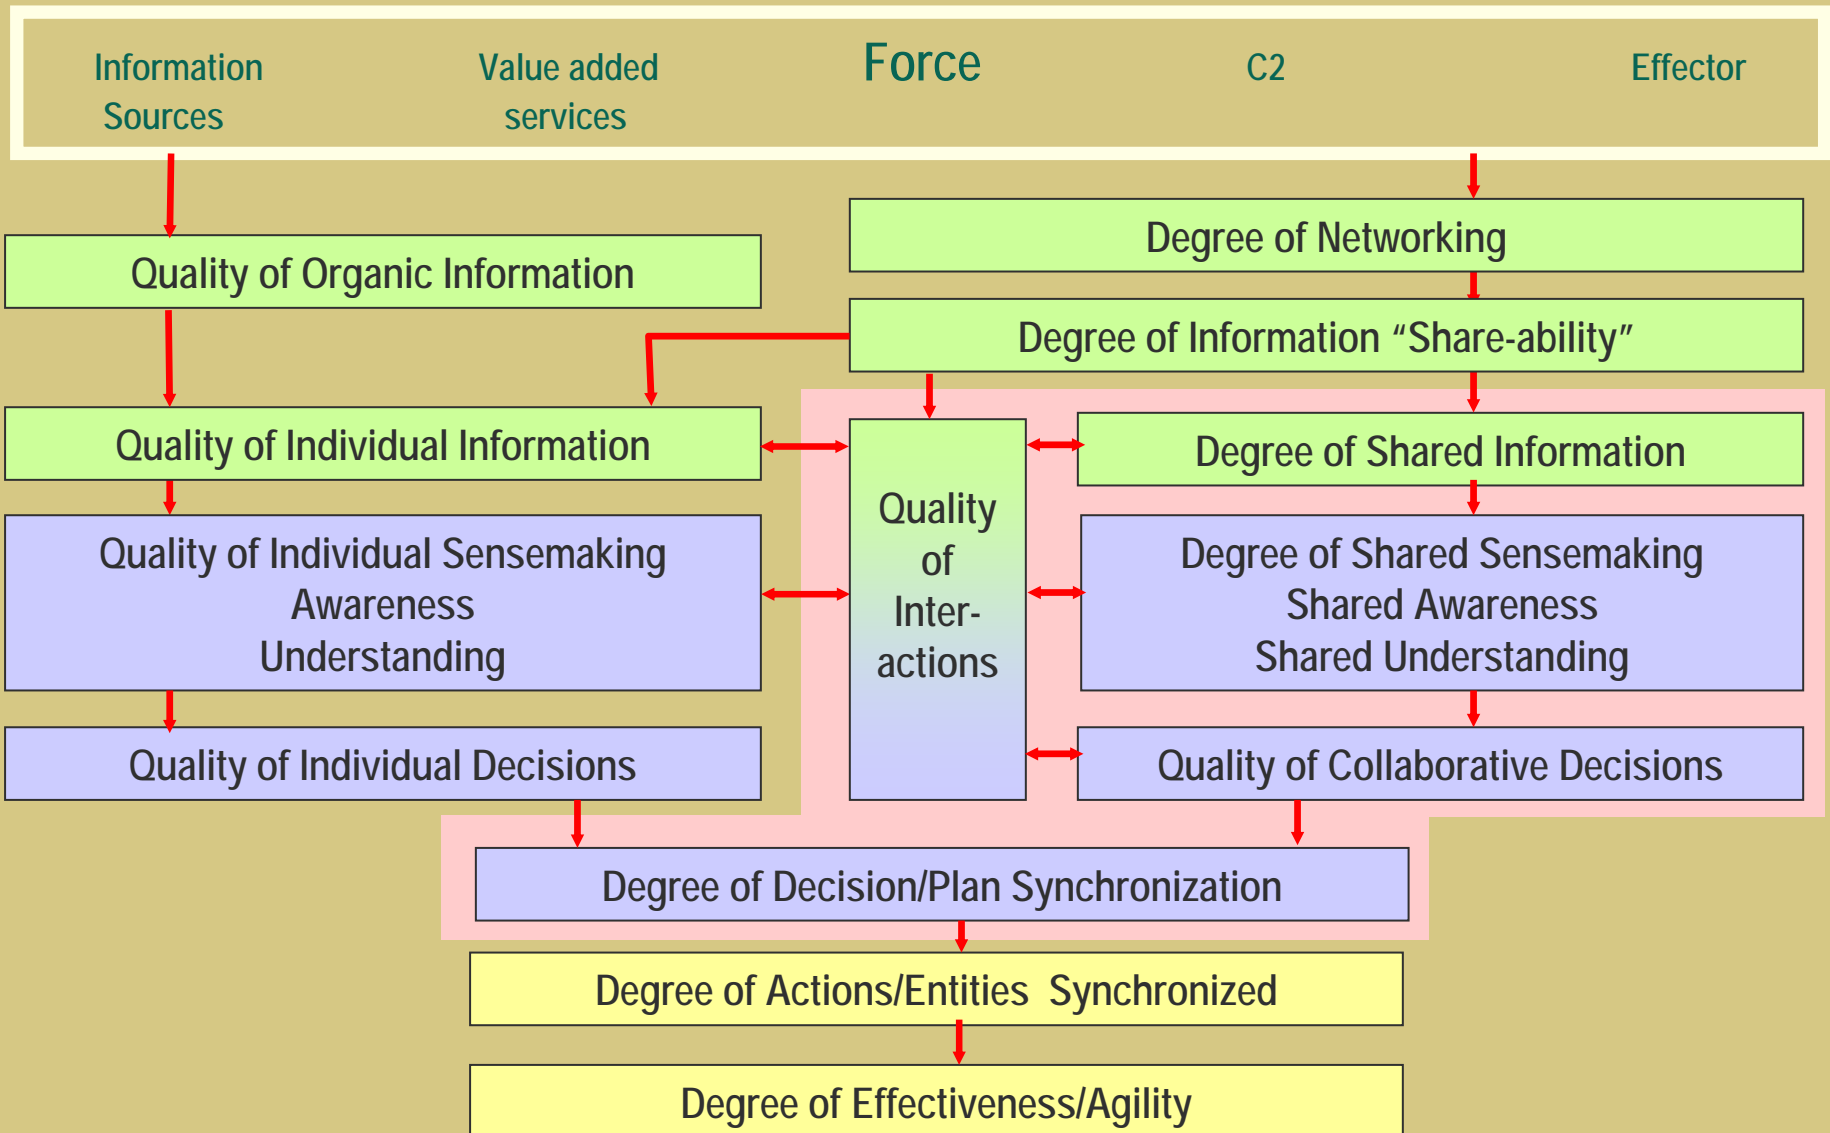 Information
Sources
Value added
services
Force
C2
Effector
Degree of Networking
Quality of Organic Information
Degree of Information “Share-ability”
Quality of Individual Information
Quality
of
Inter-
actions
Degree of Shared Information
Quality of Individual Sensemaking
Awareness
Understanding
Degree of Shared Sensemaking
Shared Awareness
Shared Understanding
Quality of Individual Decisions
Quality of Collaborative Decisions
Degree of Decision/Plan Synchronization
Degree of Actions/Entities Synchronized
Degree of Effectiveness/Agility